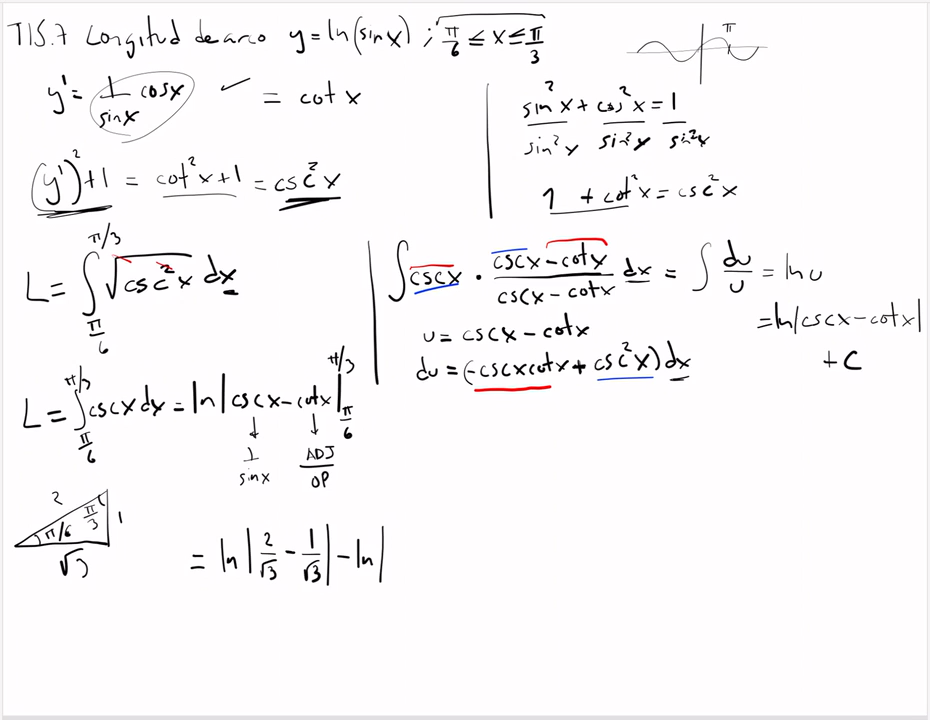 T15.7 Longitud de arco y = ln(sin x) ; π/6 ≤ x ≤ π/3
π
y' = 1/sinx cosx ✓ = cot x
(y')² + 1 = cot²x + 1 = csc²x
sin²x/sin²x + cos²x/sin²x = 1/sin²x
1 + cot²x = csc²x
L = ∫_{π/6}^{π/3} √(csc²x) dx
L = ∫_{π/6}^{π/3} cscx dx = ln|cscx - cotx| |_{π/6}^{π/3}
↓ ↓
1/sinx ADJ/OP
∫ cscx · (cscx - cotx)/(cscx - cotx) dx = ∫ du/u = ln u
= ln|cscx - cotx|
+ C
u = cscx - cotx
du = (-cscxcotx + csc²x) dx
2 π/6 π/3 1
√3
= ln|2/√3 - 1/√3| - ln|